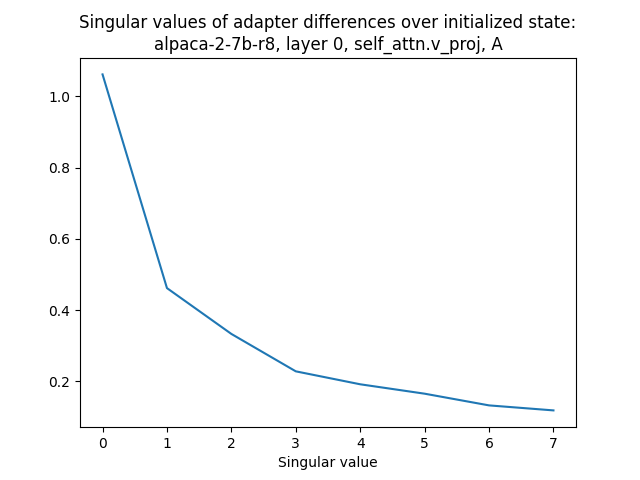 Singular values of adapter differences over initialized state:
alpaca-2-7b-r8, layer 0, self_attn.v_proj, A
1.0
0.8
0.6
0.4
0.2
0 1 2 3 4 5 6 7
Singular value